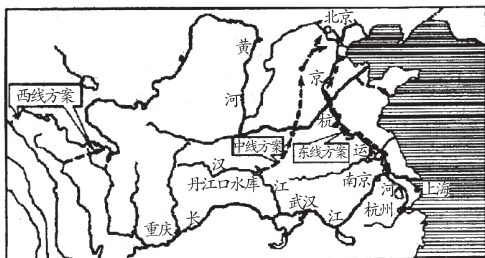 北京
黄
河
京
杭
运
河
西线方案
中线方案
东线方案
汉
江
丹江口水库
南京
上海
杭州
武汉
重庆
长
江